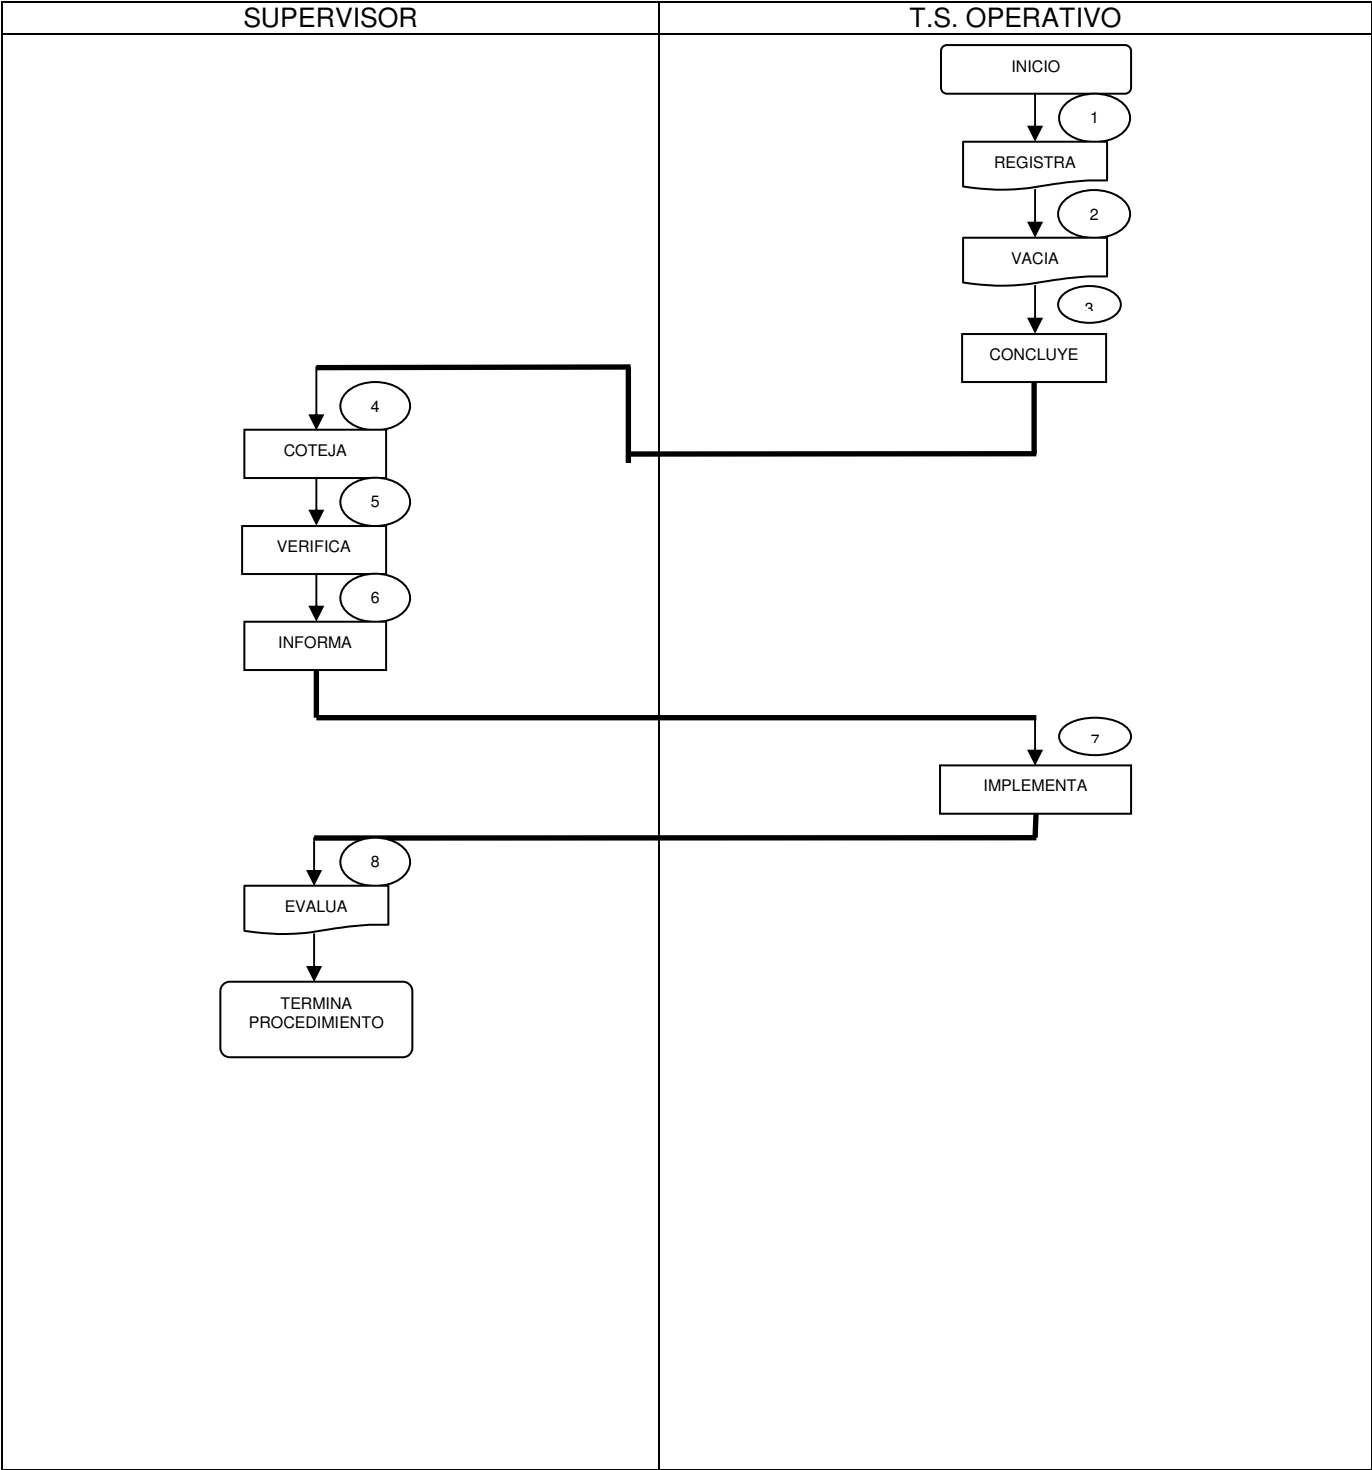 SUPERVISOR
T.S. OPERATIVO
INICIO
1
REGISTRA
2
VACIA
3
CONCLUYE
4
COTEJA
5
VERIFICA
6
INFORMA
7
IMPLEMENTA
8
EVALUA
TERMINA
PROCEDIMIENTO